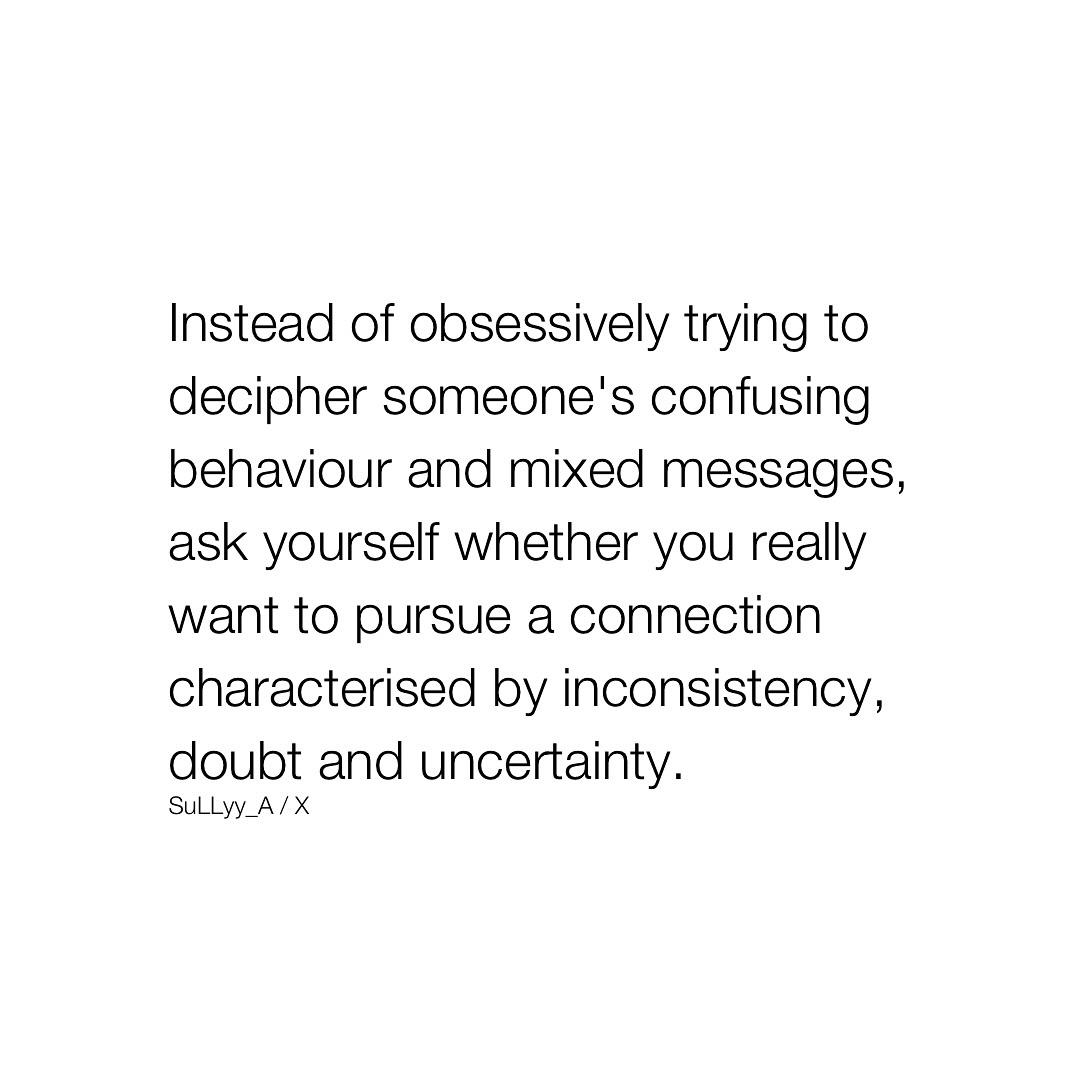 Instead of obsessively trying to
decipher someone's confusing
behaviour and mixed messages,
ask yourself whether you really
want to pursue a connection
characterised by inconsistency,
doubt and uncertainty.
SuLLyy_A / X